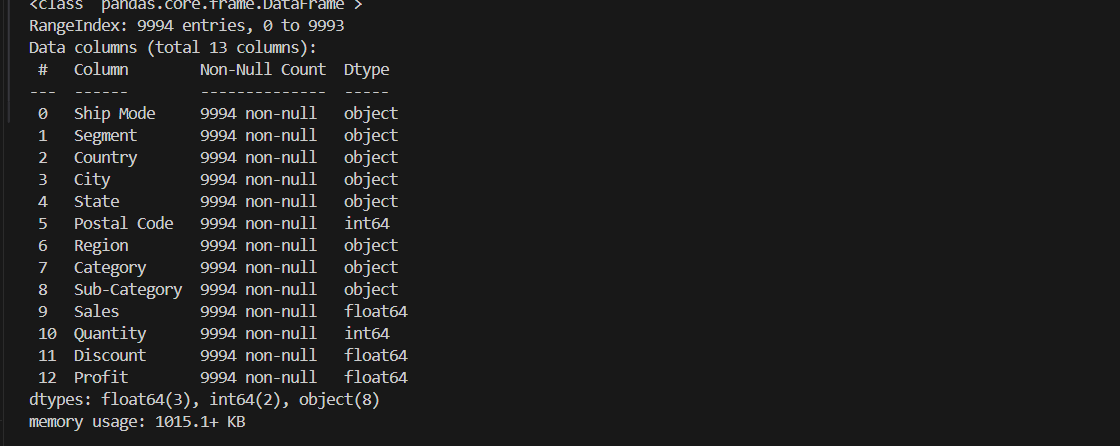 <class 'pandas.core.frame.DataFrame'>
RangeIndex: 9994 entries, 0 to 9993
Data columns (total 13 columns):
 #   Column        Non-Null Count  Dtype
---  ------        --------------  -----
 0   Ship Mode     9994 non-null   object
 1   Segment       9994 non-null   object
 2   Country       9994 non-null   object
 3   City          9994 non-null   object
 4   State         9994 non-null   object
 5   Postal Code   9994 non-null   int64
 6   Region        9994 non-null   object
 7   Category      9994 non-null   object
 8   Sub-Category  9994 non-null   object
 9   Sales         9994 non-null   float64
 10  Quantity      9994 non-null   int64
 11  Discount      9994 non-null   float64
 12  Profit        9994 non-null   float64
dtypes: float64(3), int64(2), object(8)
memory usage: 1015.1+ KB